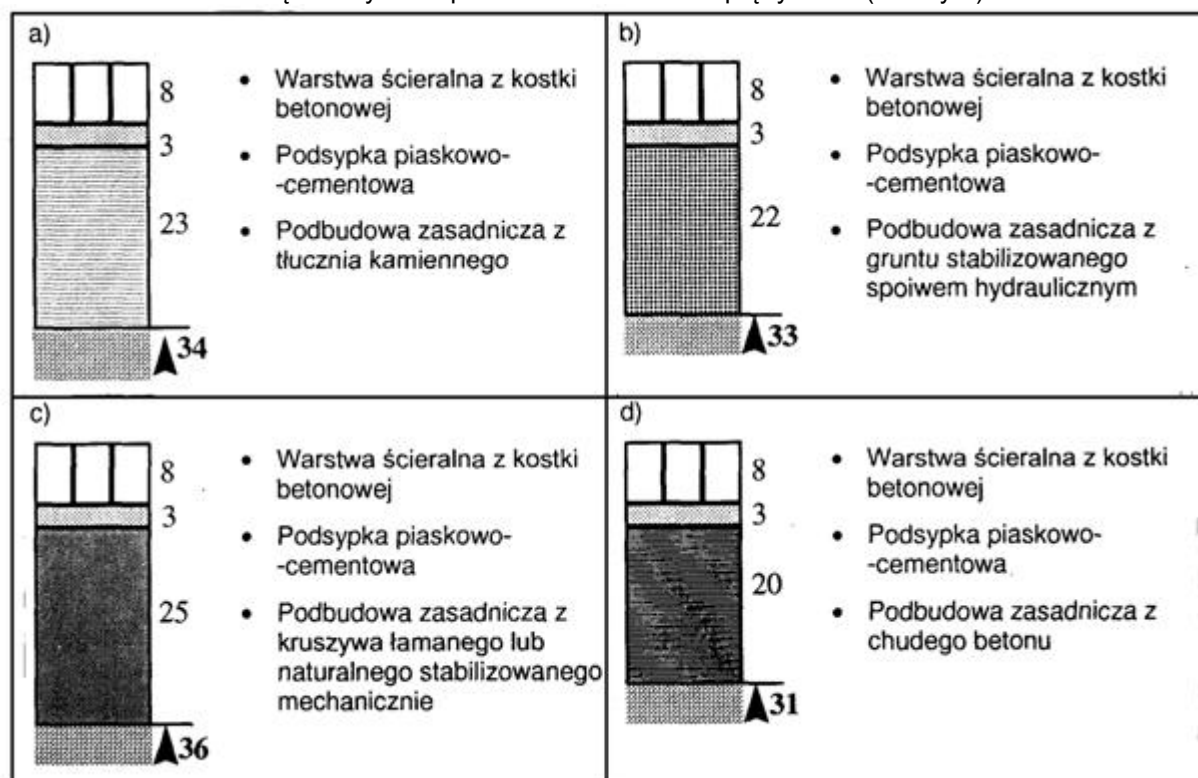 a)
8
3
23
34
• Warstwa ścieralna z kostki
betonowej
• Podsypka piaskowo-
-cementowa
• Podbudowa zasadnicza z
tłucznia kamiennego
b)
8
3
22
33
• Warstwa ścieralna z kostki
betonowej
• Podsypka piaskowo-
-cementowa
• Podbudowa zasadnicza z
gruntu stabilizowanego
spoiwem hydraulicznym
c)
8
3
25
36
• Warstwa ścieralna z kostki
betonowej
• Podsypka piaskowo-
-cementowa
• Podbudowa zasadnicza z
kruszywa łamanego lub
naturalnego stabilizowanego
mechanicznie
d)
8
3
20
31
• Warstwa ścieralna z kostki
betonowej
• Podsypka piaskowo-
-cementowa
• Podbudowa zasadnicza z
chudego betonu